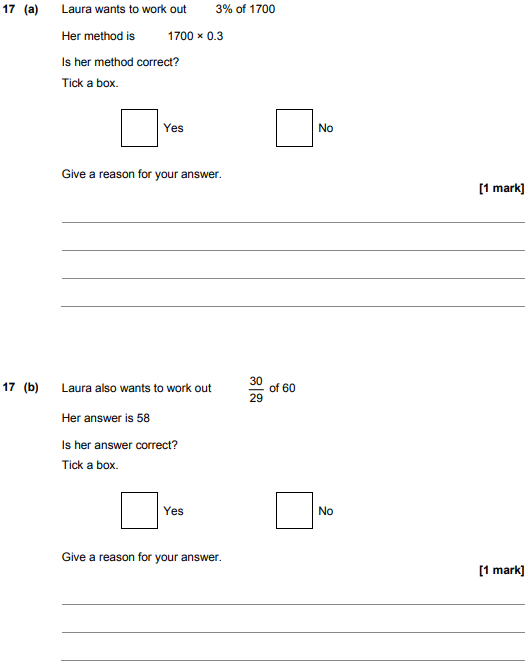 17 (a) Laura wants to work out 3% of 1700
Her method is 1700 × 0.3
Is her method correct?
Tick a box.
Yes No
Give a reason for your answer.
[1 mark]
17 (b) Laura also wants to work out 30/29 of 60
Her answer is 58
Is her answer correct?
Tick a box.
Yes No
Give a reason for your answer.
[1 mark]